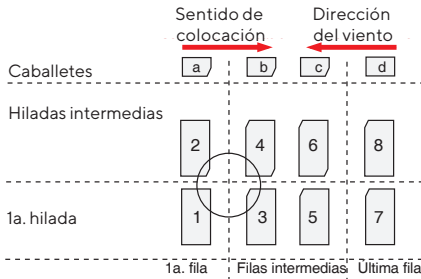 Sentido de
colocación
Dirección
del viento
Caballetes
a
b
c
d
Hiladas intermedias
2
4
6
8
1a. hilada
1
3
5
7
1a. fila
Filas intermedias
Última fila